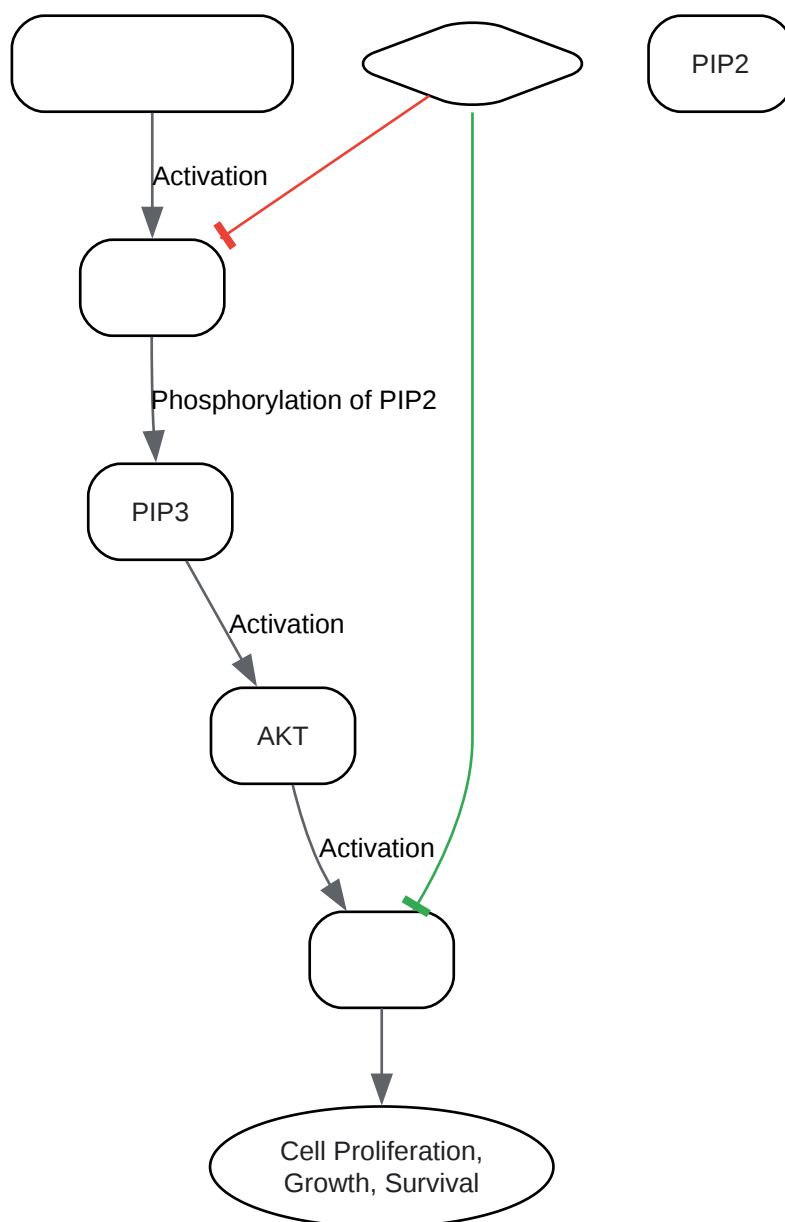 PIP2
Activation
Phosphorylation of PIP2
PIP3
Activation
AKT
Activation
Cell Proliferation,
Growth, Survival